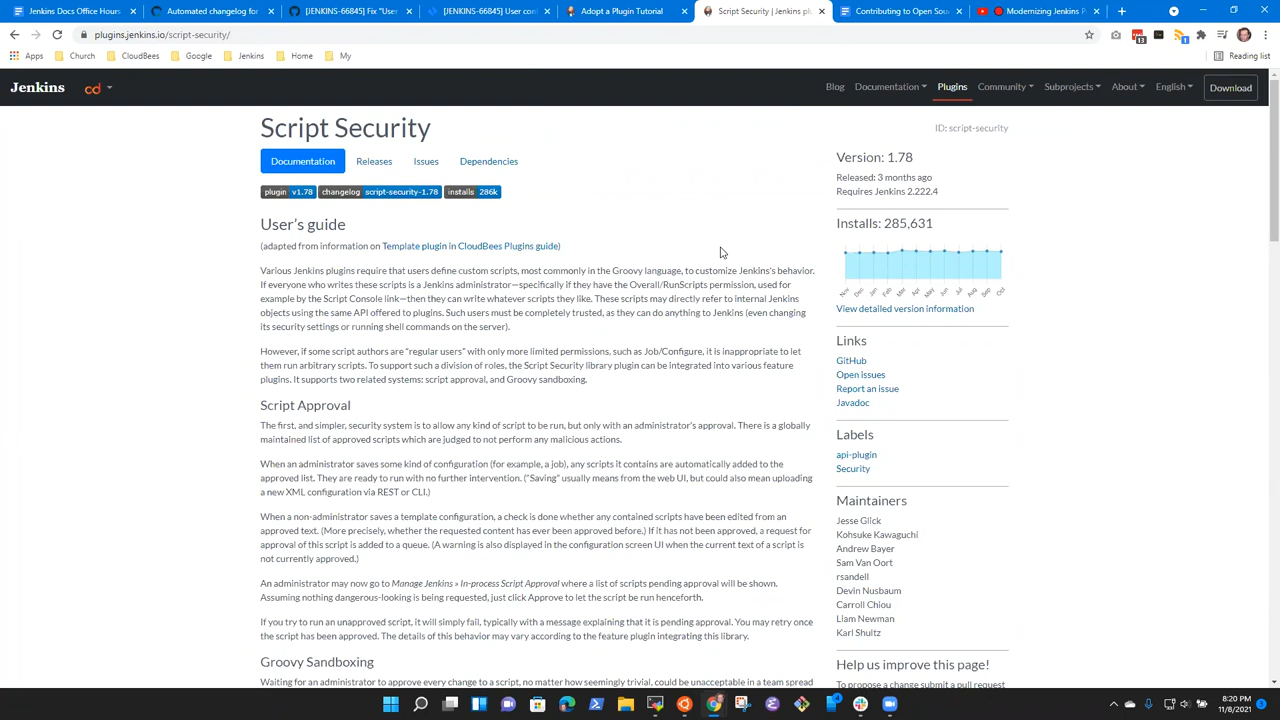 Jenkins Docs Office Hours
Automated changelog for
[JENKINS-66845] Fix "User
[JENKINS-66845] User con
Adopt a Plugin Tutorial
Script Security | Jenkins plu
Contributing to Open Sou
Modernizing Jenkins P
plugins.jenkins.io/script-security/
13
1
Apps
Church
CloudBees
Google
Jenkins
Home
My
Reading list
Jenkins
cd
Blog
Documentation
Plugins
Community
Subprojects
About
English
Download
Script Security
ID: script-security
Documentation
Releases
Issues
Dependencies
plugin v1.78 changelog script-security-1.78 installs 286k
User's guide
(adapted from information on Template plugin in CloudBees Plugins guide)
Various Jenkins plugins require that users define custom scripts, most commonly in the Groovy language, to customize Jenkins's behavior.
If everyone who writes these scripts is a Jenkins administrator—specifically if they have the Overall/RunScripts permission, used for
example by the Script Console link—then they can write whatever scripts they like. These scripts may directly refer to internal Jenkins
objects using the same API offered to plugins. Such users must be completely trusted, as they can do anything to Jenkins (even changing
its security settings or running shell commands on the server).
However, if some script authors are "regular users" with only more limited permissions, such as Job/Configure, it is inappropriate to let
them run arbitrary scripts. To support such a division of roles, the Script Security library plugin can be integrated into various feature
plugins. It supports two related systems: script approval, and Groovy sandboxing.
Script Approval
The first, and simpler, security system is to allow any kind of script to be run, but only with an administrator's approval. There is a globally
maintained list of approved scripts which are judged to not perform any malicious actions.
When an administrator saves some kind of configuration (for example, a job), any scripts it contains are automatically added to the
approved list. They are ready to run with no further intervention. ("Saving" usually means from the web UI, but could also mean uploading
a new XML configuration via REST or CLI.)
When a non-administrator saves a template configuration, a check is done whether any contained scripts have been edited from an
approved text. (More precisely, whether the requested content has ever been approved before.) If it has not been approved, a request for
approval of this script is added to a queue. (A warning is also displayed in the configuration screen UI when the current text of a script is
not currently approved.)
An administrator may now go to Manage Jenkins » In-process Script Approval where a list of scripts pending approval will be shown.
Assuming nothing dangerous-looking is being requested, just click Approve to let the script be run henceforth.
If you try to run an unapproved script, it will simply fail, typically with a message explaining that it is pending approval. You may retry once
the script has been approved. The details of this behavior may vary according to the feature plugin integrating this library.
Groovy Sandboxing
Waiting for an administrator to approve every change to a script, no matter how seemingly trivial, could be unacceptable in a team spread
Version: 1.78
Released: 3 months ago
Requires Jenkins 2.222.4
Installs: 285,631
Nov
Dec
Jan
Feb
Mar
Apr
May
Jun
Jul
Aug
Sep
Oct
View detailed version information
Links
GitHub
Open issues
Report an issue
Javadoc
Labels
api-plugin
Security
Maintainers
Jesse Glick
Kohsuke Kawaguchi
Andrew Bayer
Sam Van Oort
rsandell
Devin Nusbaum
Carroll Chiou
Liam Newman
Karl Shultz
Help us improve this page!
To propose a change submit a pull request
8:20 PM
11/8/2021